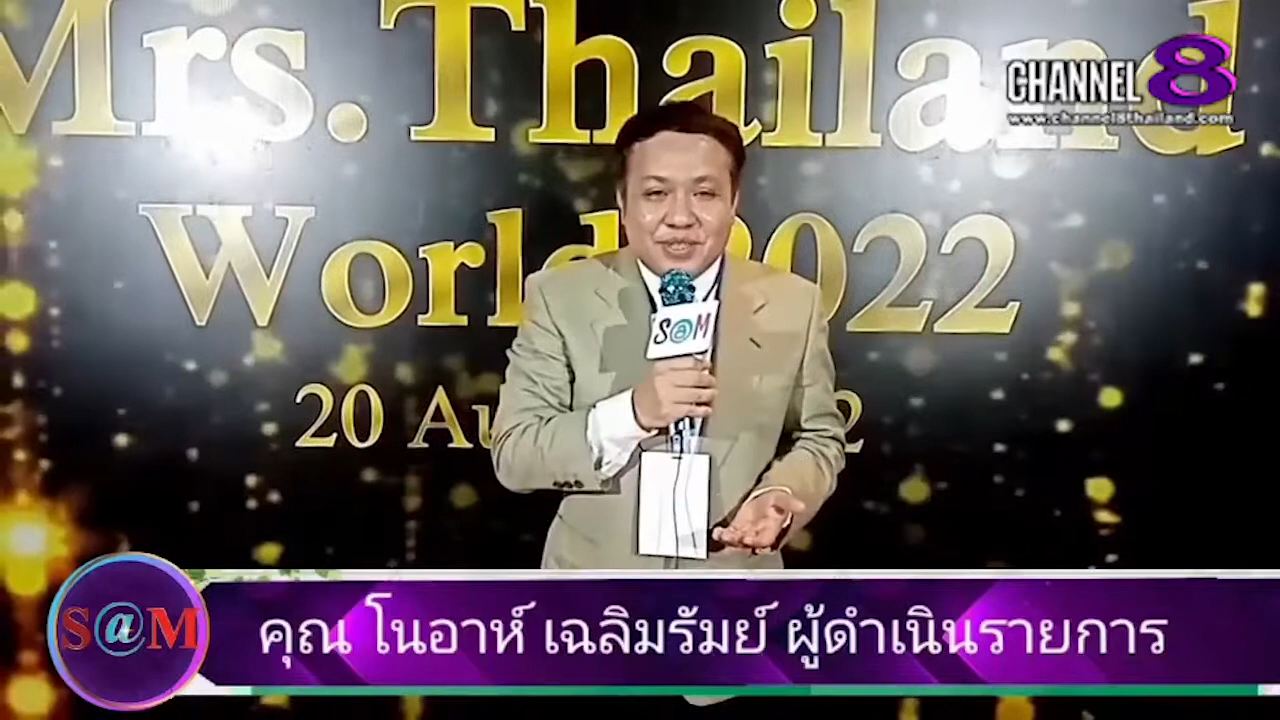 Mrs. Thailand
CHANNEL 8
www.channel8thailand.com
World 2022
20 Au 2
S@M
S@M
คุณ โนอาห์ เฉลิมรัมย์ ผู้ดำเนินรายการ